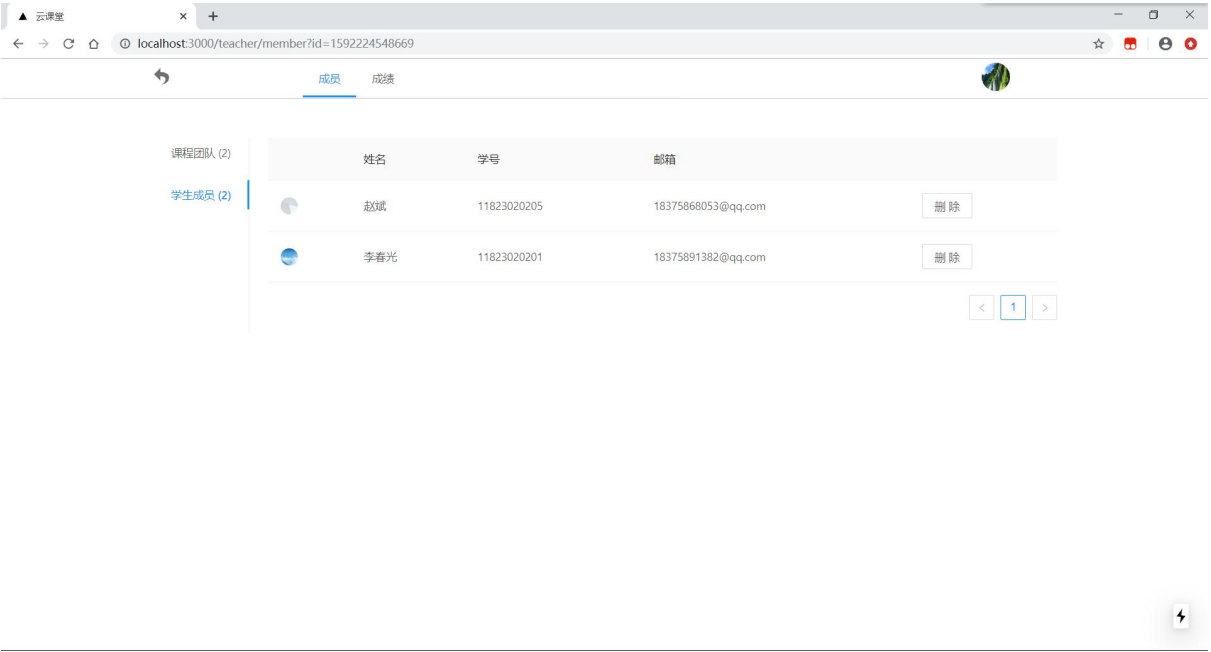 云课堂
localhost:3000/teacher/member?id=1592224548669
成员 成绩
课程团队 (2)
学生成员 (2)
姓名 学号 邮箱
赵斌 11823020205 18375868053@qq.com 删 除
李春光 11823020201 18375891382@qq.com 删 除
< 1 >